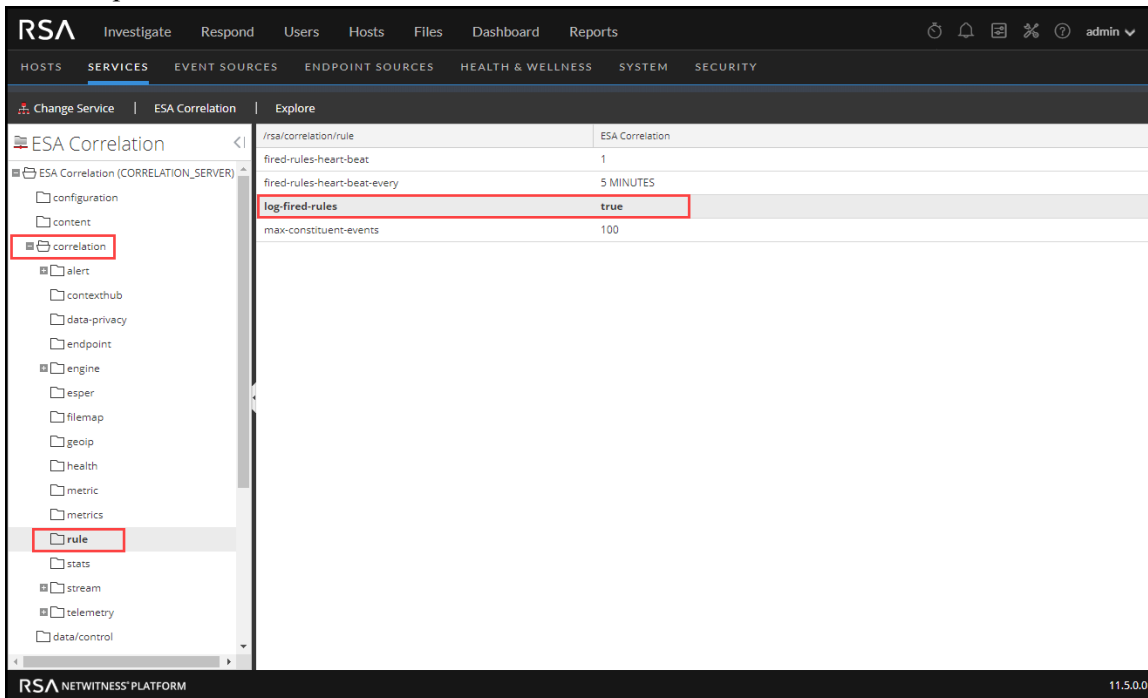 RSA Investigate Respond Users Hosts Files Dashboard Reports admin
HOSTS SERVICES EVENT SOURCES ENDPOINT SOURCES HEALTH & WELLNESS SYSTEM SECURITY
Change Service | ESA Correlation | Explore
ESA Correlation
ESA Correlation (CORRELATION_SERVER)
configuration
content
correlation
alert
contexthub
data-privacy
endpoint
engine
esper
filemap
geoip
health
metric
metrics
rule
stats
stream
telemetry
data/control
/rsa/correlation/rule ESA Correlation
fired-rules-heart-beat 1
fired-rules-heart-beat-every 5 MINUTES
log-fired-rules true
max-constituent-events 100
RSA NETWITNESS® PLATFORM 11.5.0.0